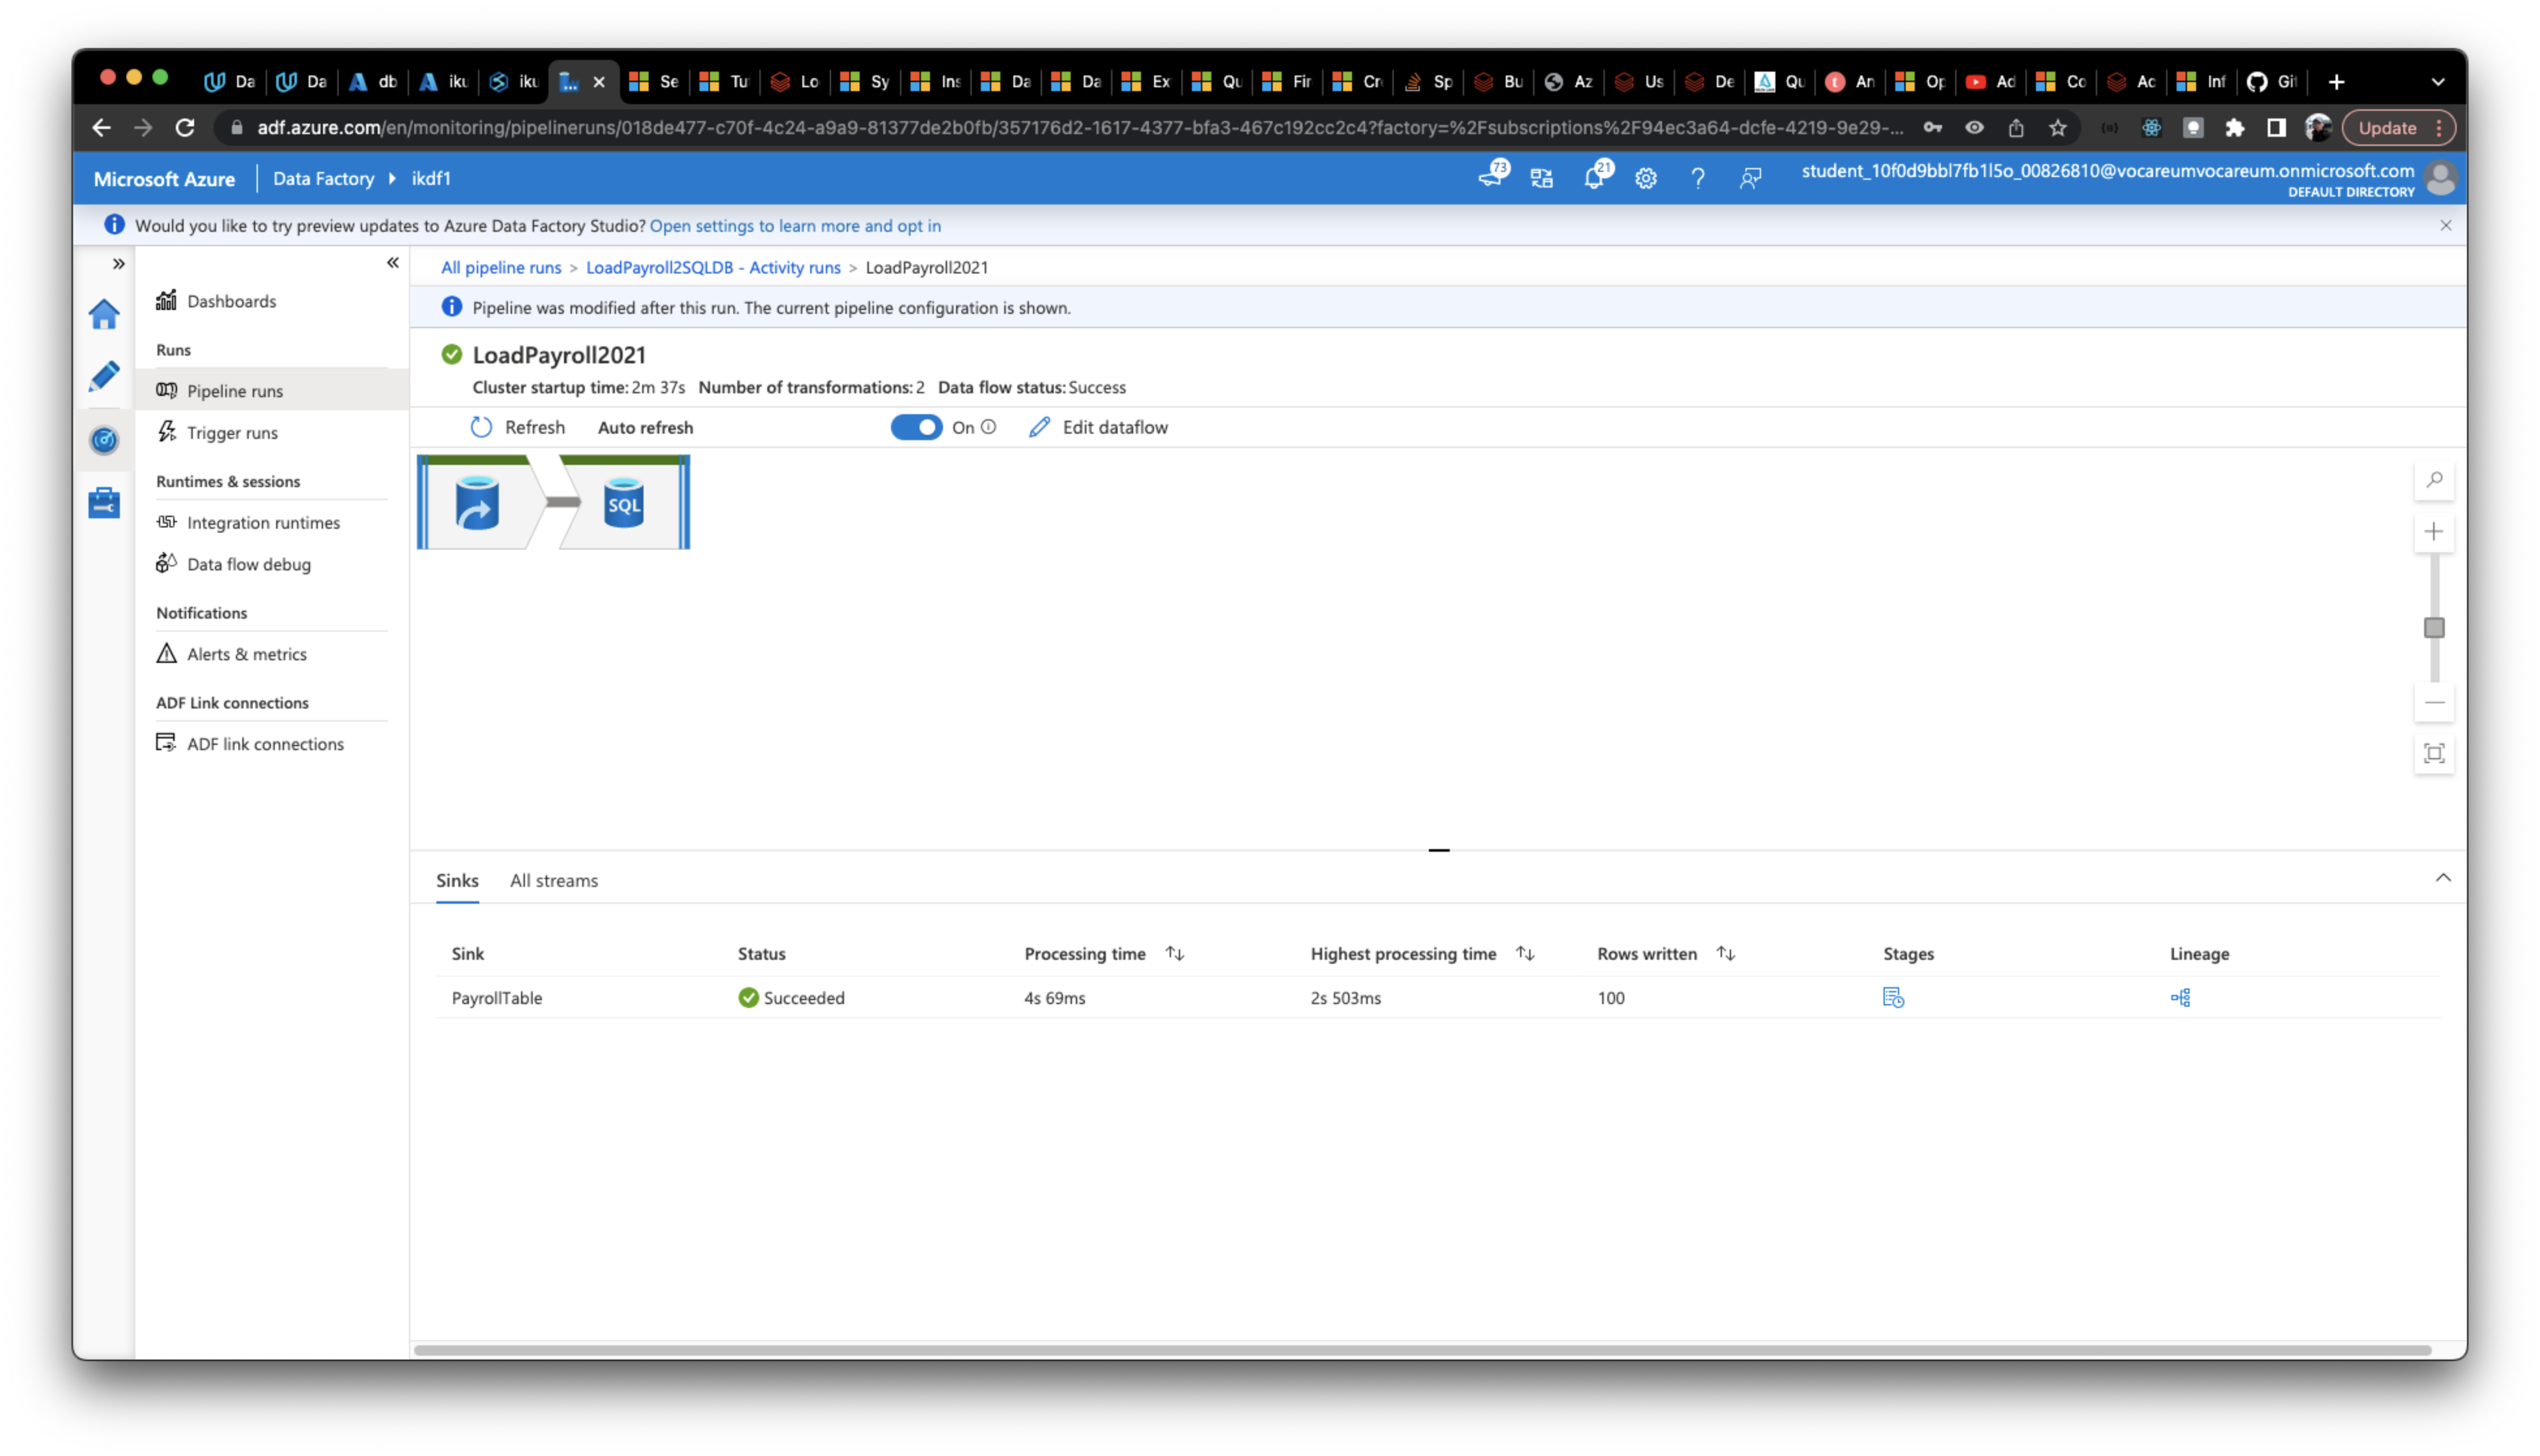 Da Da db iku iku Se Tu Lo Sy Ins Da Da Ex Qu Fir Cr Sp Bu Az Us De Qu An Op Ad Co Ac Inf Git
adf.azure.com/en/monitoring/pipelineruns/018de477-c70f-4c24-a9a9-81377de2b0fb/357176d2-1617-4377-bfa3-467c192cc2c4?factory=%2Fsubscriptions%2F94ec3a64-dcfe-4219-9e29-... Update
Microsoft Azure Data Factory ikdf1 73 21 student_10f0d9bbl7fb1l5o_00826810@vocareumvocareum.onmicrosoft.com
DEFAULT DIRECTORY
Would you like to try preview updates to Azure Data Factory Studio? Open settings to learn more and opt in
Dashboards
Runs
Pipeline runs
Trigger runs
Runtimes & sessions
Integration runtimes
Data flow debug
Notifications
Alerts & metrics
ADF Link connections
ADF link connections
All pipeline runs > LoadPayroll2SQLDB - Activity runs > LoadPayroll2021
Pipeline was modified after this run. The current pipeline configuration is shown.
LoadPayroll2021
Cluster startup time: 2m 37s Number of transformations: 2 Data flow status: Success
Refresh Auto refresh On Edit dataflow
SQL
Sinks All streams
Sink Status Processing time Highest processing time Rows written Stages Lineage
PayrollTable Succeeded 4s 69ms 2s 503ms 100